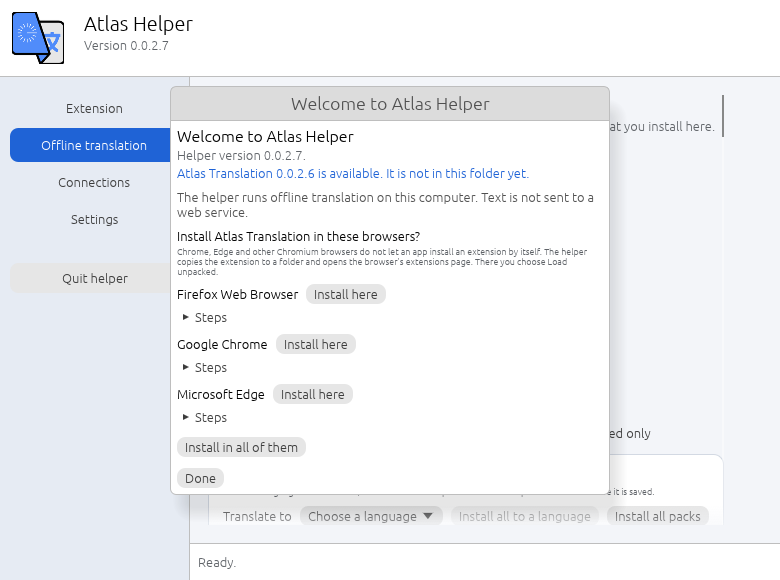 Atlas Helper
Version 0.0.2.7
Extension
Offline translation
Connections
Settings
Quit helper
Welcome to Atlas Helper
Welcome to Atlas Helper
Helper version 0.0.2.7.
Atlas Translation 0.0.2.6 is available. It is not in this folder yet.
The helper runs offline translation on this computer. Text is not sent to a
web service.
Install Atlas Translation in these browsers?
Chrome, Edge and other Chromium browsers do not let an app install an extension by itself. The helper
copies the extension to a folder and opens the browser's extensions page. There you choose Load
unpacked.
Firefox Web Browser Install here
Steps
Google Chrome Install here
Steps
Microsoft Edge Install here
Steps
Install in all of them
Done
at you install here.
ed only
it is saved.
Translate to Choose a language Install all to a language Install all packs
Ready.